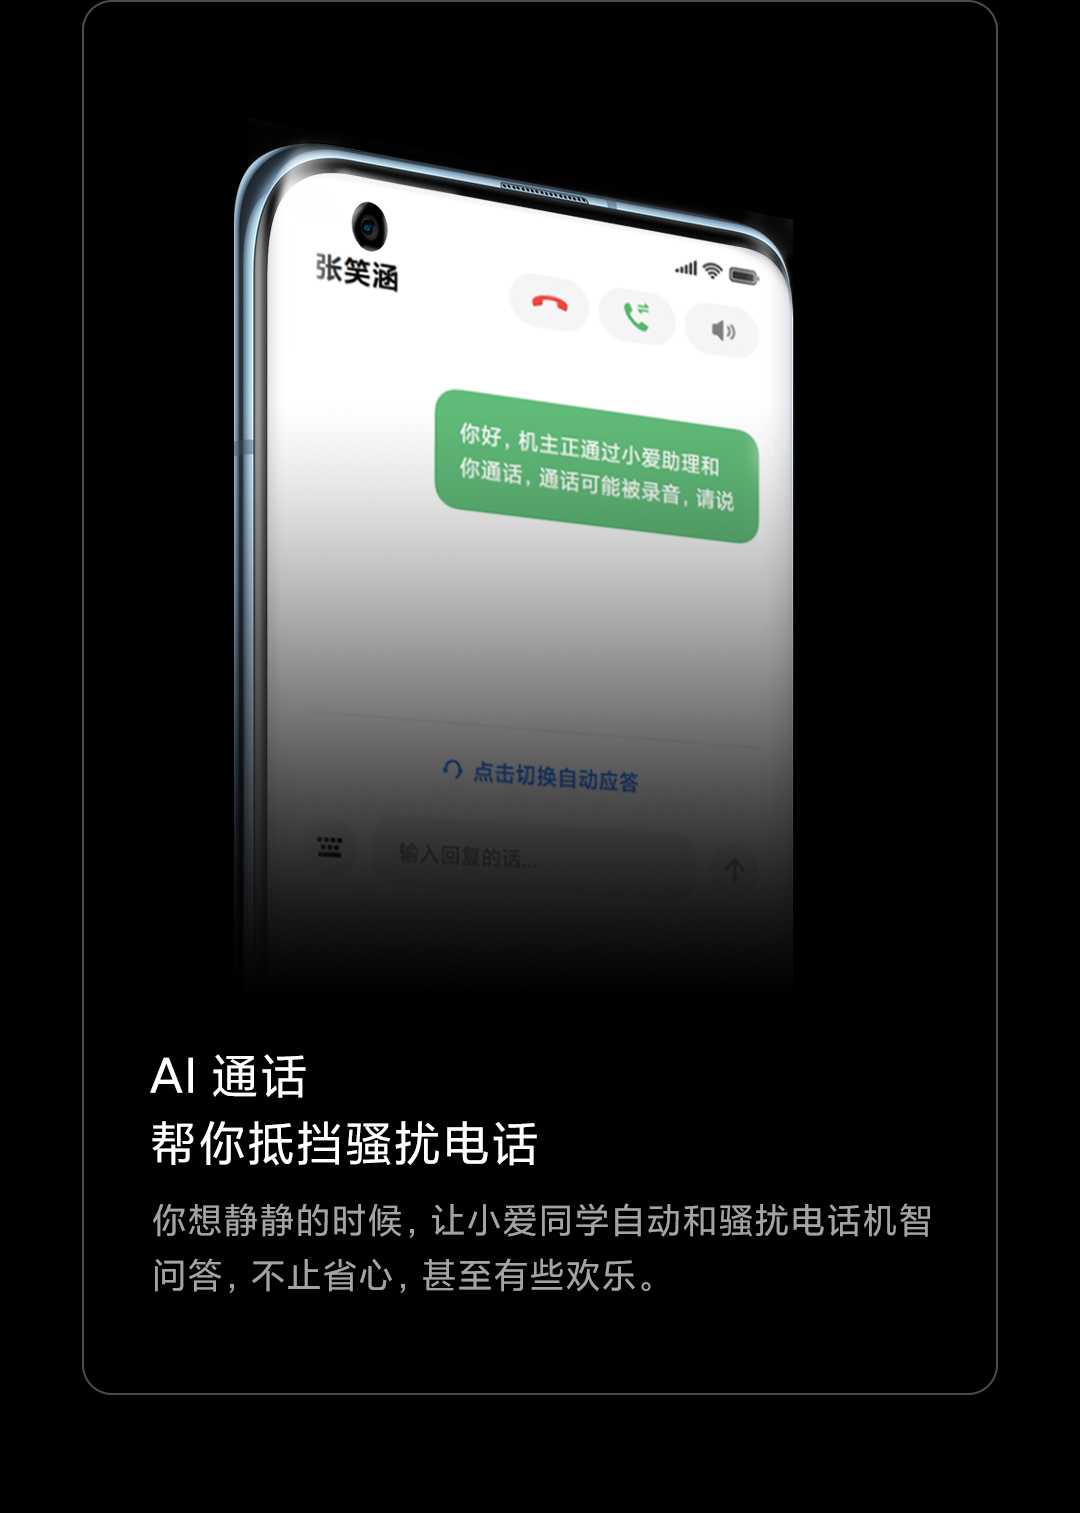 张笑涵
你好，机主正通过小爱助理和
你通话，通话可能被录音，请说
点击切换自动应答
输入回复的话...
AI 通话
帮你抵挡骚扰电话
你想静静的时候，让小爱同学自动和骚扰电话机智
问答，不止省心，甚至有些欢乐。